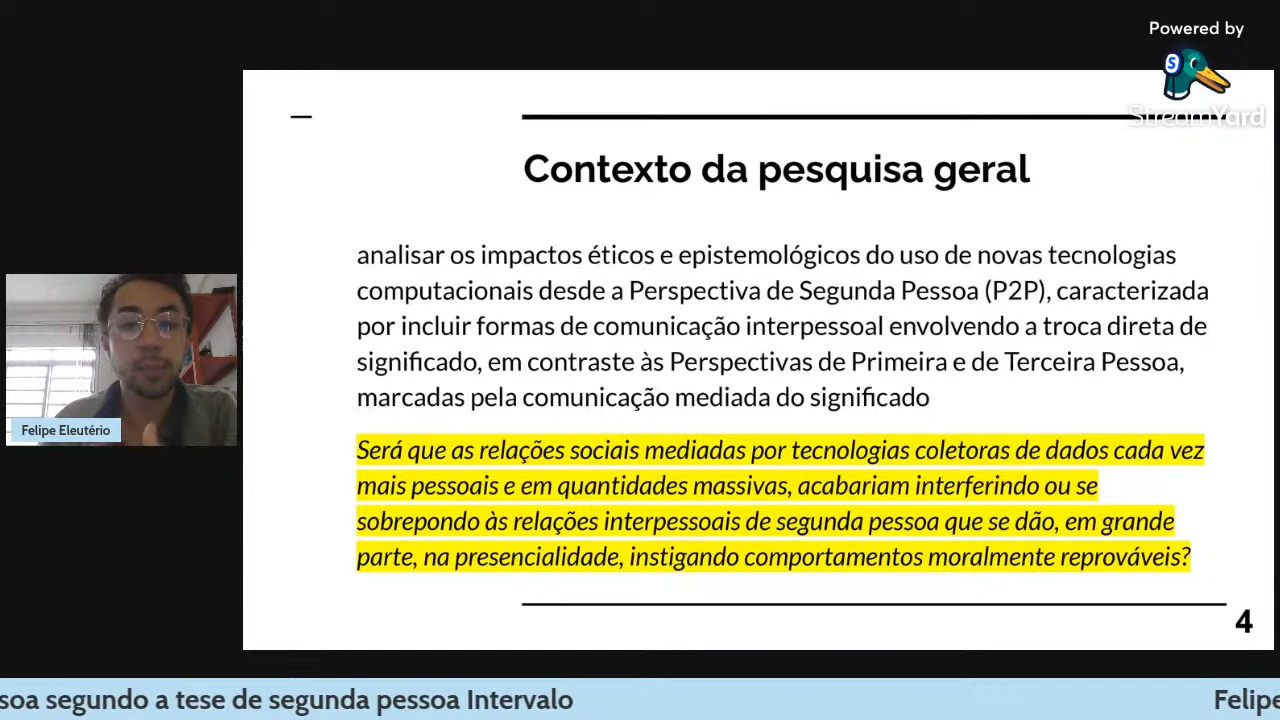 Powered by
StreamYard
Contexto da pesquisa geral
analisar os impactos éticos e epistemológicos do uso de novas tecnologias
computacionais desde a Perspectiva de Segunda Pessoa (P2P), caracterizada
por incluir formas de comunicação interpessoal envolvendo a troca direta de
significado, em contraste às Perspectivas de Primeira e de Terceira Pessoa,
marcadas pela comunicação mediada do significado
Será que as relações sociais mediadas por tecnologias coletoras de dados cada vez
mais pessoais e em quantidades massivas, acabariam interferindo ou se
sobrepondo às relações interpessoais de segunda pessoa que se dão, em grande
parte, na presencialidade, instigando comportamentos moralmente reprováveis?
4
Felipe Eleutério
soa segundo a tese de segunda pessoa Intervalo
Felipe